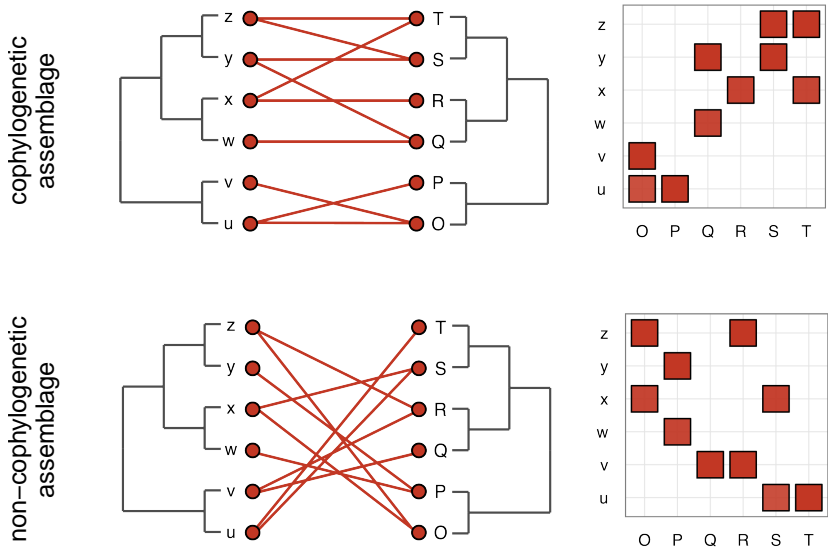 cophylogenetic
assemblage
z T
y S
x R
w Q
v P
u O
z
y
x
w
v
u
O P Q R S T
non−cophylogenetic
assemblage
z T
y S
x R
w Q
v P
u O
z
y
x
w
v
u
O P Q R S T